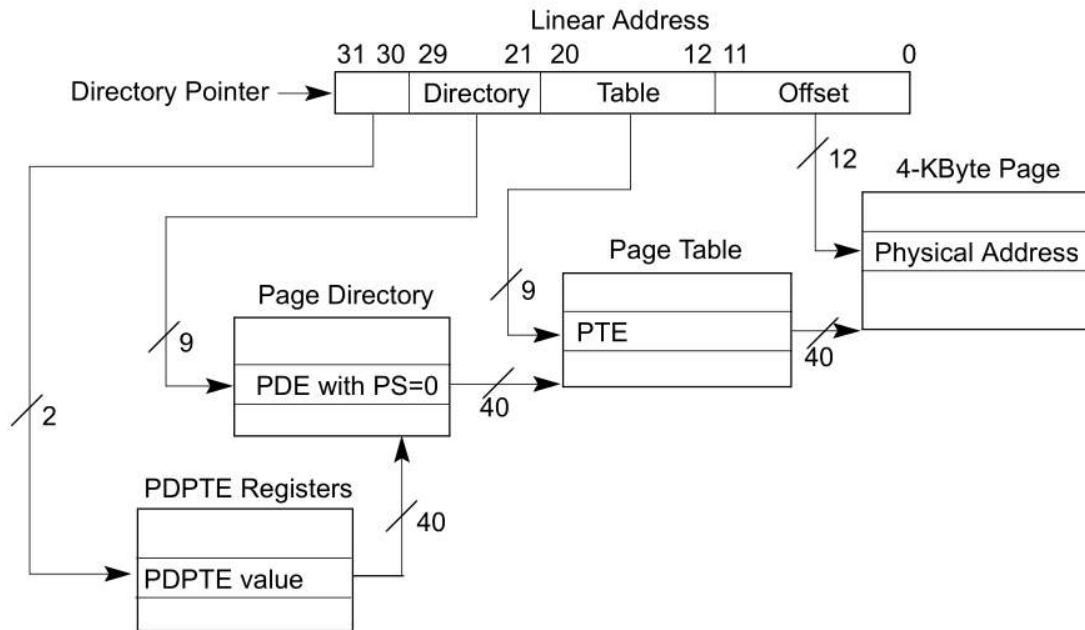 Linear Address
31 30 29 21 20 12 11 0
Directory Pointer
Directory Table Offset
12
4-KByte Page
Physical Address
Page Table
9
PTE
40
Page Directory
9
PDE with PS=0
40
2
PDPTE Registers
40
PDPTE value